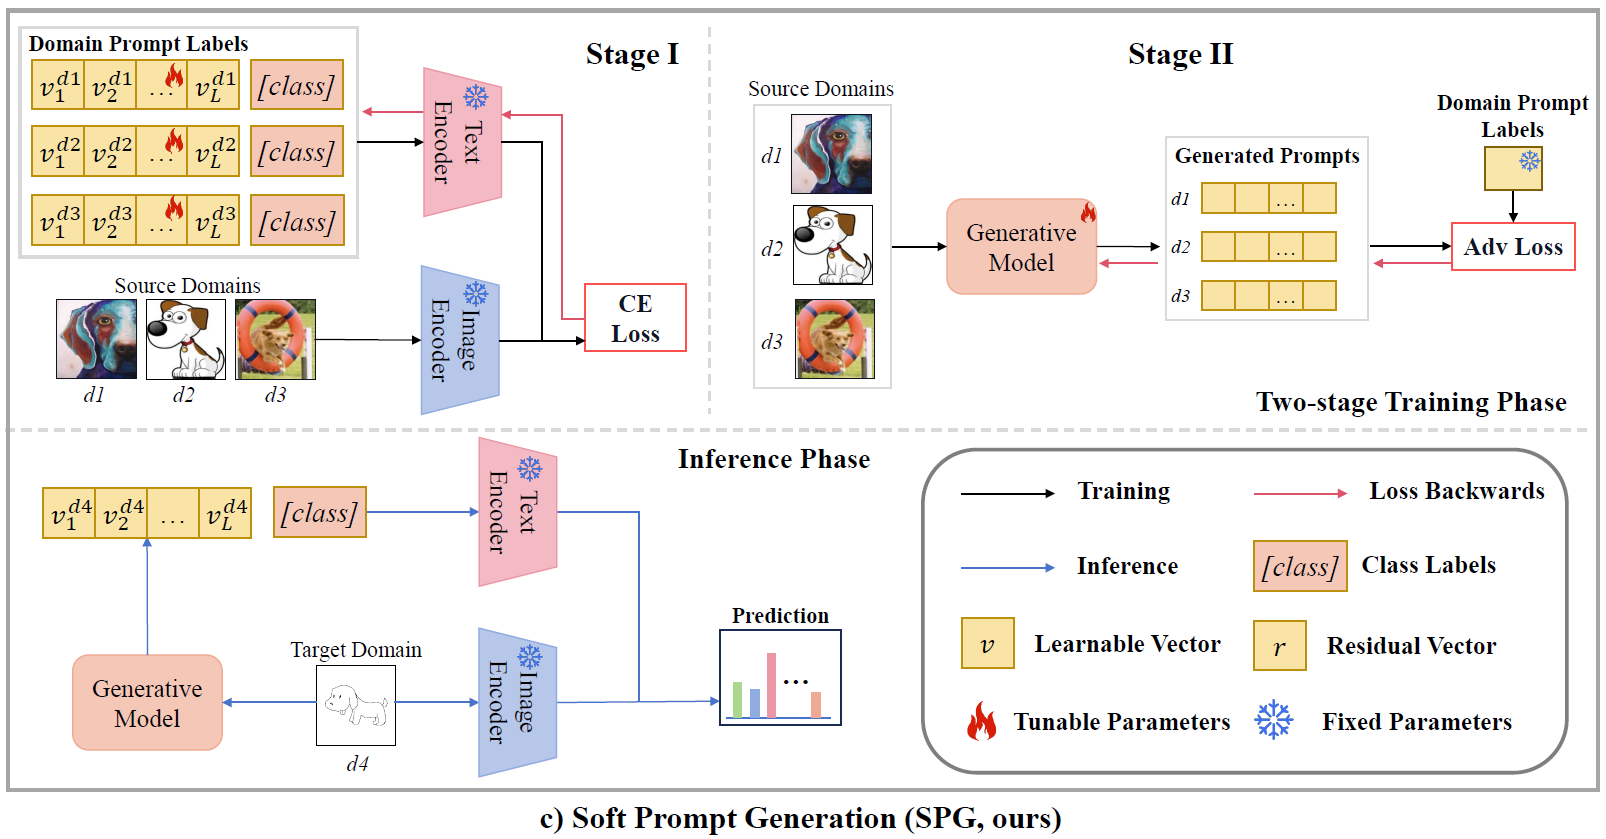 Stage I
Domain Prompt Labels
v_1^{d1} v_2^{d1} ... v_L^{d1} [class]
v_1^{d2} v_2^{d2} ... v_L^{d2} [class]
v_1^{d3} v_2^{d3} ... v_L^{d3} [class]
Text
Encoder
Source Domains
d1 d2 d3
Image
Encoder
CE
Loss
Stage II
Source Domains
d1
d2
d3
Generative
Model
Generated Prompts
d1 ...
d2 ...
d3 ...
Domain Prompt
Labels
Adv Loss
Two-stage Training Phase
Inference Phase
v_1^{d4} v_2^{d4} ... v_L^{d4} [class]
Text
Encoder
Generative
Model
Target Domain
d4
Image
Encoder
Prediction
...
Training
Loss Backwards
Inference
[class] Class Labels
v Learnable Vector
r Residual Vector
Tunable Parameters
Fixed Parameters
c) Soft Prompt Generation (SPG, ours)